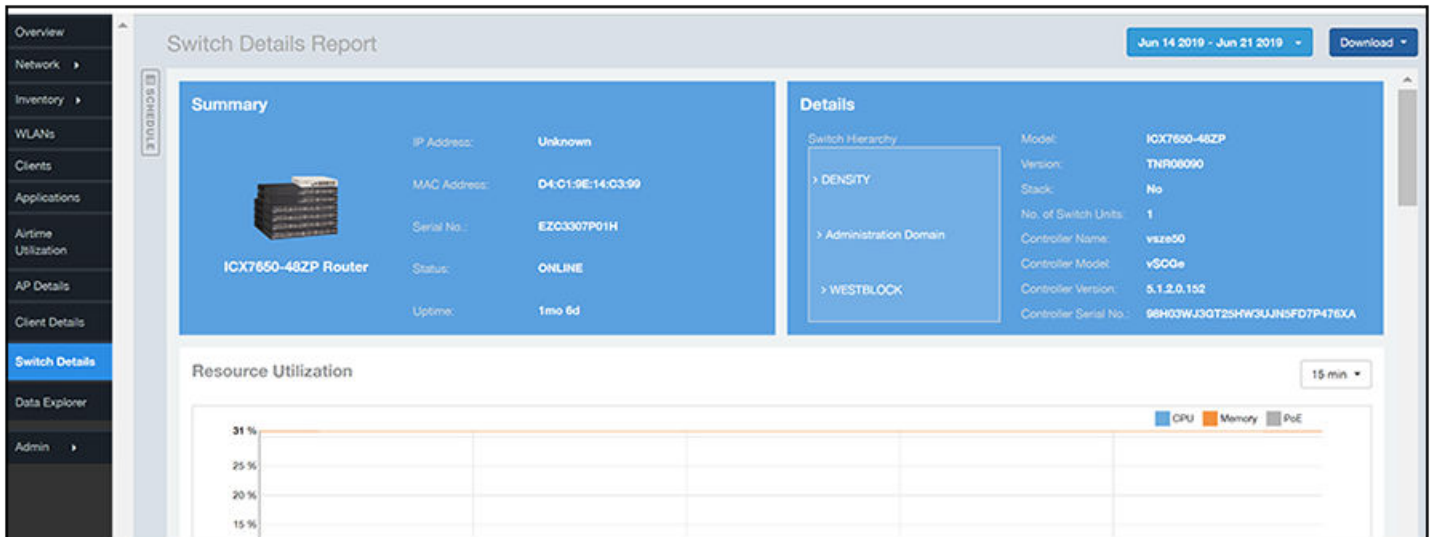 Overview
Network
Inventory
WLANs
Clients
Applications
Airtime
Utilization
AP Details
Client Details
Switch Details
Data Explorer
Admin
SCHEDULE
Switch Details Report
Jun 14 2019 - Jun 21 2019
Download
Summary
ICX7650-48ZP Router
IP Address: Unknown
MAC Address: D4:C1:9E:14:C3:99
Serial No.: EZC3307P01H
Status: ONLINE
Uptime: 1mo 6d
Details
Switch Hierarchy
> DENSITY
> Administration Domain
> WESTBLOCK
Model: ICX7650-48ZP
Version: TNR08090
Stack: No
No. of Switch Units: 1
Controller Name: vsze50
Controller Model: vSCGe
Controller Version: 5.1.2.0.152
Controller Serial No.: 98H03WJ3GT25HW3UJN5FD7P476XA
Resource Utilization
15 min
CPU Memory PoE
31 %
25 %
20 %
15 %